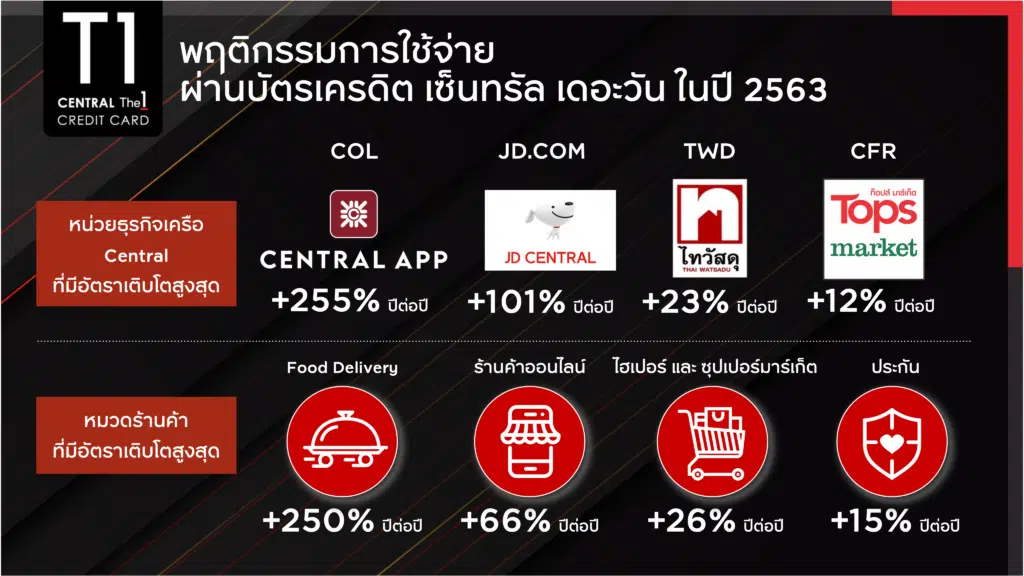 T1
CENTRAL The1
CREDIT CARD
พฤติกรรมการใช้จ่าย
ผ่านบัตรเครดิต เซ็นทรัล เดอะวัน ในปี 2563
COL
JD.COM
TWD
CFR
หน่วยธุรกิจเครือ
Central
ที่มีอัตราเติบโตสูงสุด
CENTRAL APP
JD CENTRAL
ไทวัสดุ
THAI WATSADU
ท็อปส์ มาร์เก็ต
Tops
market
+255% ปีต่อปี
+101% ปีต่อปี
+23% ปีต่อปี
+12% ปีต่อปี
หมวดร้านค้า
ที่มีอัตราเติบโตสูงสุด
Food Delivery
ร้านค้าออนไลน์
ไฮเปอร์ และ ซุปเปอร์มาร์เก็ต
ประกัน
+250% ปีต่อปี
+66% ปีต่อปี
+26% ปีต่อปี
+15% ปีต่อปี